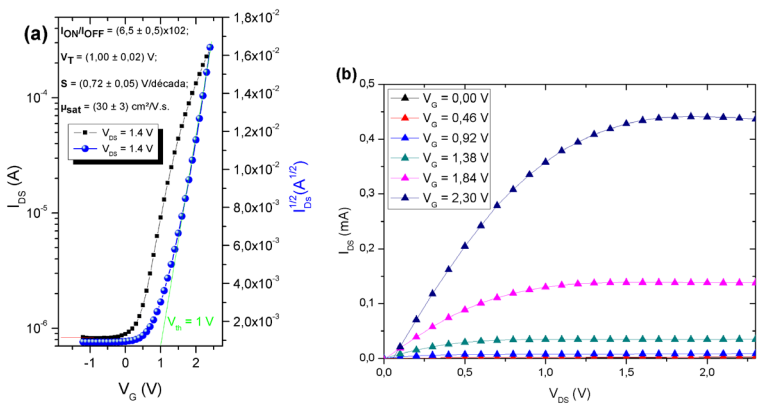 (a)
I_ON/I_OFF = (6,5 ± 0,5)x102;
V_T = (1,00 ± 0,02) V;
S = (0,72 ± 0,05) V/década;
µ_sat = (30 ± 3) cm²/V.s.
V_DS = 1.4 V
V_DS = 1.4 V
V_th = 1 V
I_DS (A)
10^-4
10^-5
10^-6
-1 0 1 2
V_G (V)
1,8x10^-2
1,6x10^-2
1,4x10^-2
1,2x10^-2
1,0x10^-2
8,0x10^-3
6,0x10^-3
4,0x10^-3
2,0x10^-3
I_Ds^1/2(A^1/2)
(b)
V_G = 0,00 V
V_G = 0,46 V
V_G = 0,92 V
V_G = 1,38 V
V_G = 1,84 V
V_G = 2,30 V
I_DS (mA)
0,5
0,4
0,3
0,2
0,1
0,0
0,0 0,5 1,0 1,5 2,0
V_DS (V)